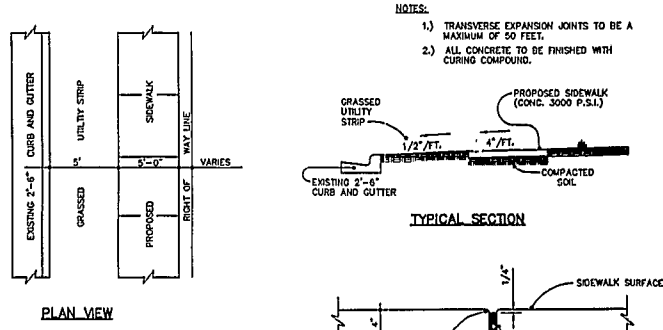 NOTES:
1.) TRANSVERSE EXPANSION JOINTS TO BE A
MAXIMUM OF 50 FEET.
2.) ALL CONCRETE TO BE FINISHED WITH
CURING COMPOUND.
EXISTING 2'-6" CURB AND GUTTER
GRASSED UTILITY STRIP
PROPOSED SIDEWALK
RIGHT OF WAY LINE
5'
5'-0"
VARIES
PLAN VIEW
GRASSED
UTILITY
STRIP
1/2"/FT.
4"/FT.
PROPOSED SIDEWALK
(CONC. 3000 P.S.I.)
EXISTING 2'-6"
CURB AND GUTTER
COMPACTED
SOIL
TYPICAL SECTION
1/4"
SIDEWALK SURFACE
4"